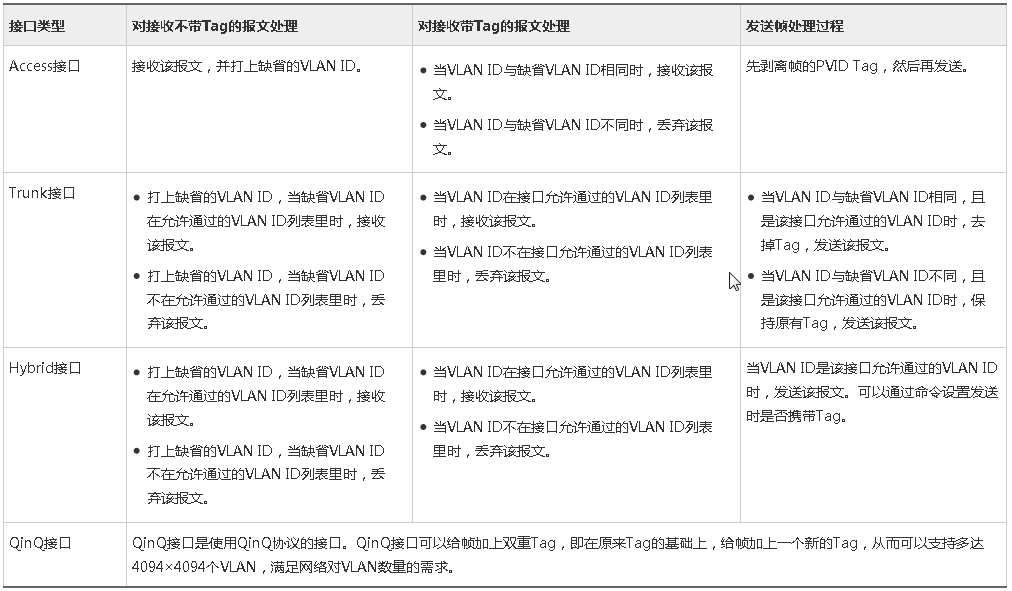 接口类型
对接收不带Tag的报文处理
对接收带Tag的报文处理
发送帧处理过程
Access接口
接收该报文，并打上缺省的VLAN ID。
● 当VLAN ID与缺省VLAN ID相同时，接收该报
文。
● 当VLAN ID与缺省VLAN ID不同时，丢弃该报
文。
先剥离帧的PVID Tag，然后再发送。
Trunk接口
● 打上缺省的VLAN ID，当缺省VLAN ID
在允许通过的VLAN ID列表里时，接收
该报文。
● 打上缺省的VLAN ID，当缺省VLAN ID
不在允许通过的VLAN ID列表里时，丢
弃该报文。
● 当VLAN ID在接口允许通过的VLAN ID列表里
时，接收该报文。
● 当VLAN ID不在接口允许通过的VLAN ID列表
里时，丢弃该报文。
● 当VLAN ID与缺省VLAN ID相同，且
是该接口允许通过的VLAN ID时，去
掉Tag，发送该报文。
● 当VLAN ID与缺省VLAN ID不同，且
是该接口允许通过的VLAN ID时，保
持原有Tag，发送该报文。
Hybrid接口
● 打上缺省的VLAN ID，当缺省VLAN ID
在允许通过的VLAN ID列表里时，接收
该报文。
● 打上缺省的VLAN ID，当缺省VLAN ID
不在允许通过的VLAN ID列表里时，丢
弃该报文。
● 当VLAN ID在接口允许通过的VLAN ID列表里
时，接收该报文。
● 当VLAN ID不在接口允许通过的VLAN ID列表
里时，丢弃该报文。
当VLAN ID是该接口允许通过的VLAN ID
时，发送该报文。可以通过命令设置发送
时是否携带Tag。
QinQ接口
QinQ接口是使用QinQ协议的接口。QinQ接口可以给帧加上双重Tag，即在原来Tag的基础上，给帧加上一个新的Tag，从而可以支持多达
4094×4094个VLAN，满足网络对VLAN数量的需求。